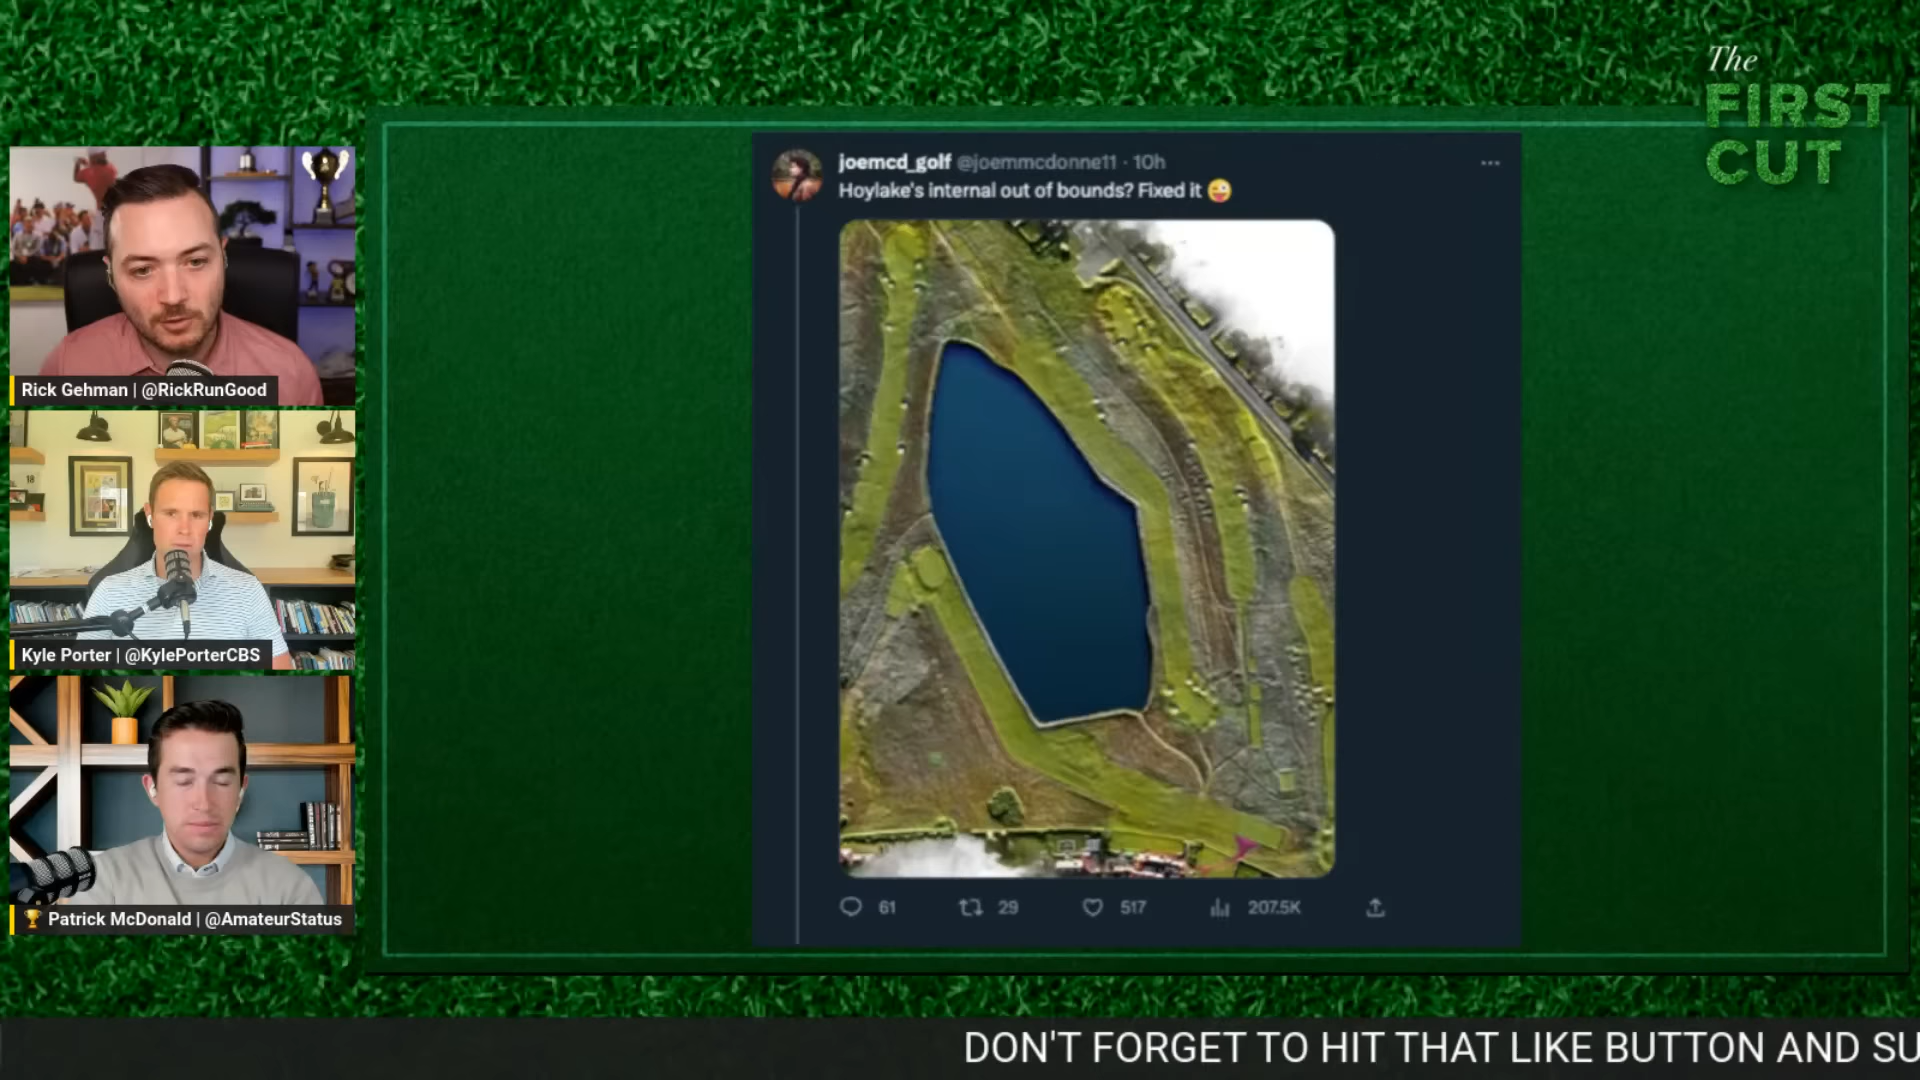 The
FIRST
CUT
joemcd_golf @joemmcdonne11 · 10h
Hoylake's internal out of bounds? Fixed it 😜
61 29 517 207.5K
Rick Gehman | @RickRunGood
Kyle Porter | @KylePorterCBS
🏆 Patrick McDonald | @AmateurStatus
DON'T FORGET TO HIT THAT LIKE BUTTON AND SU